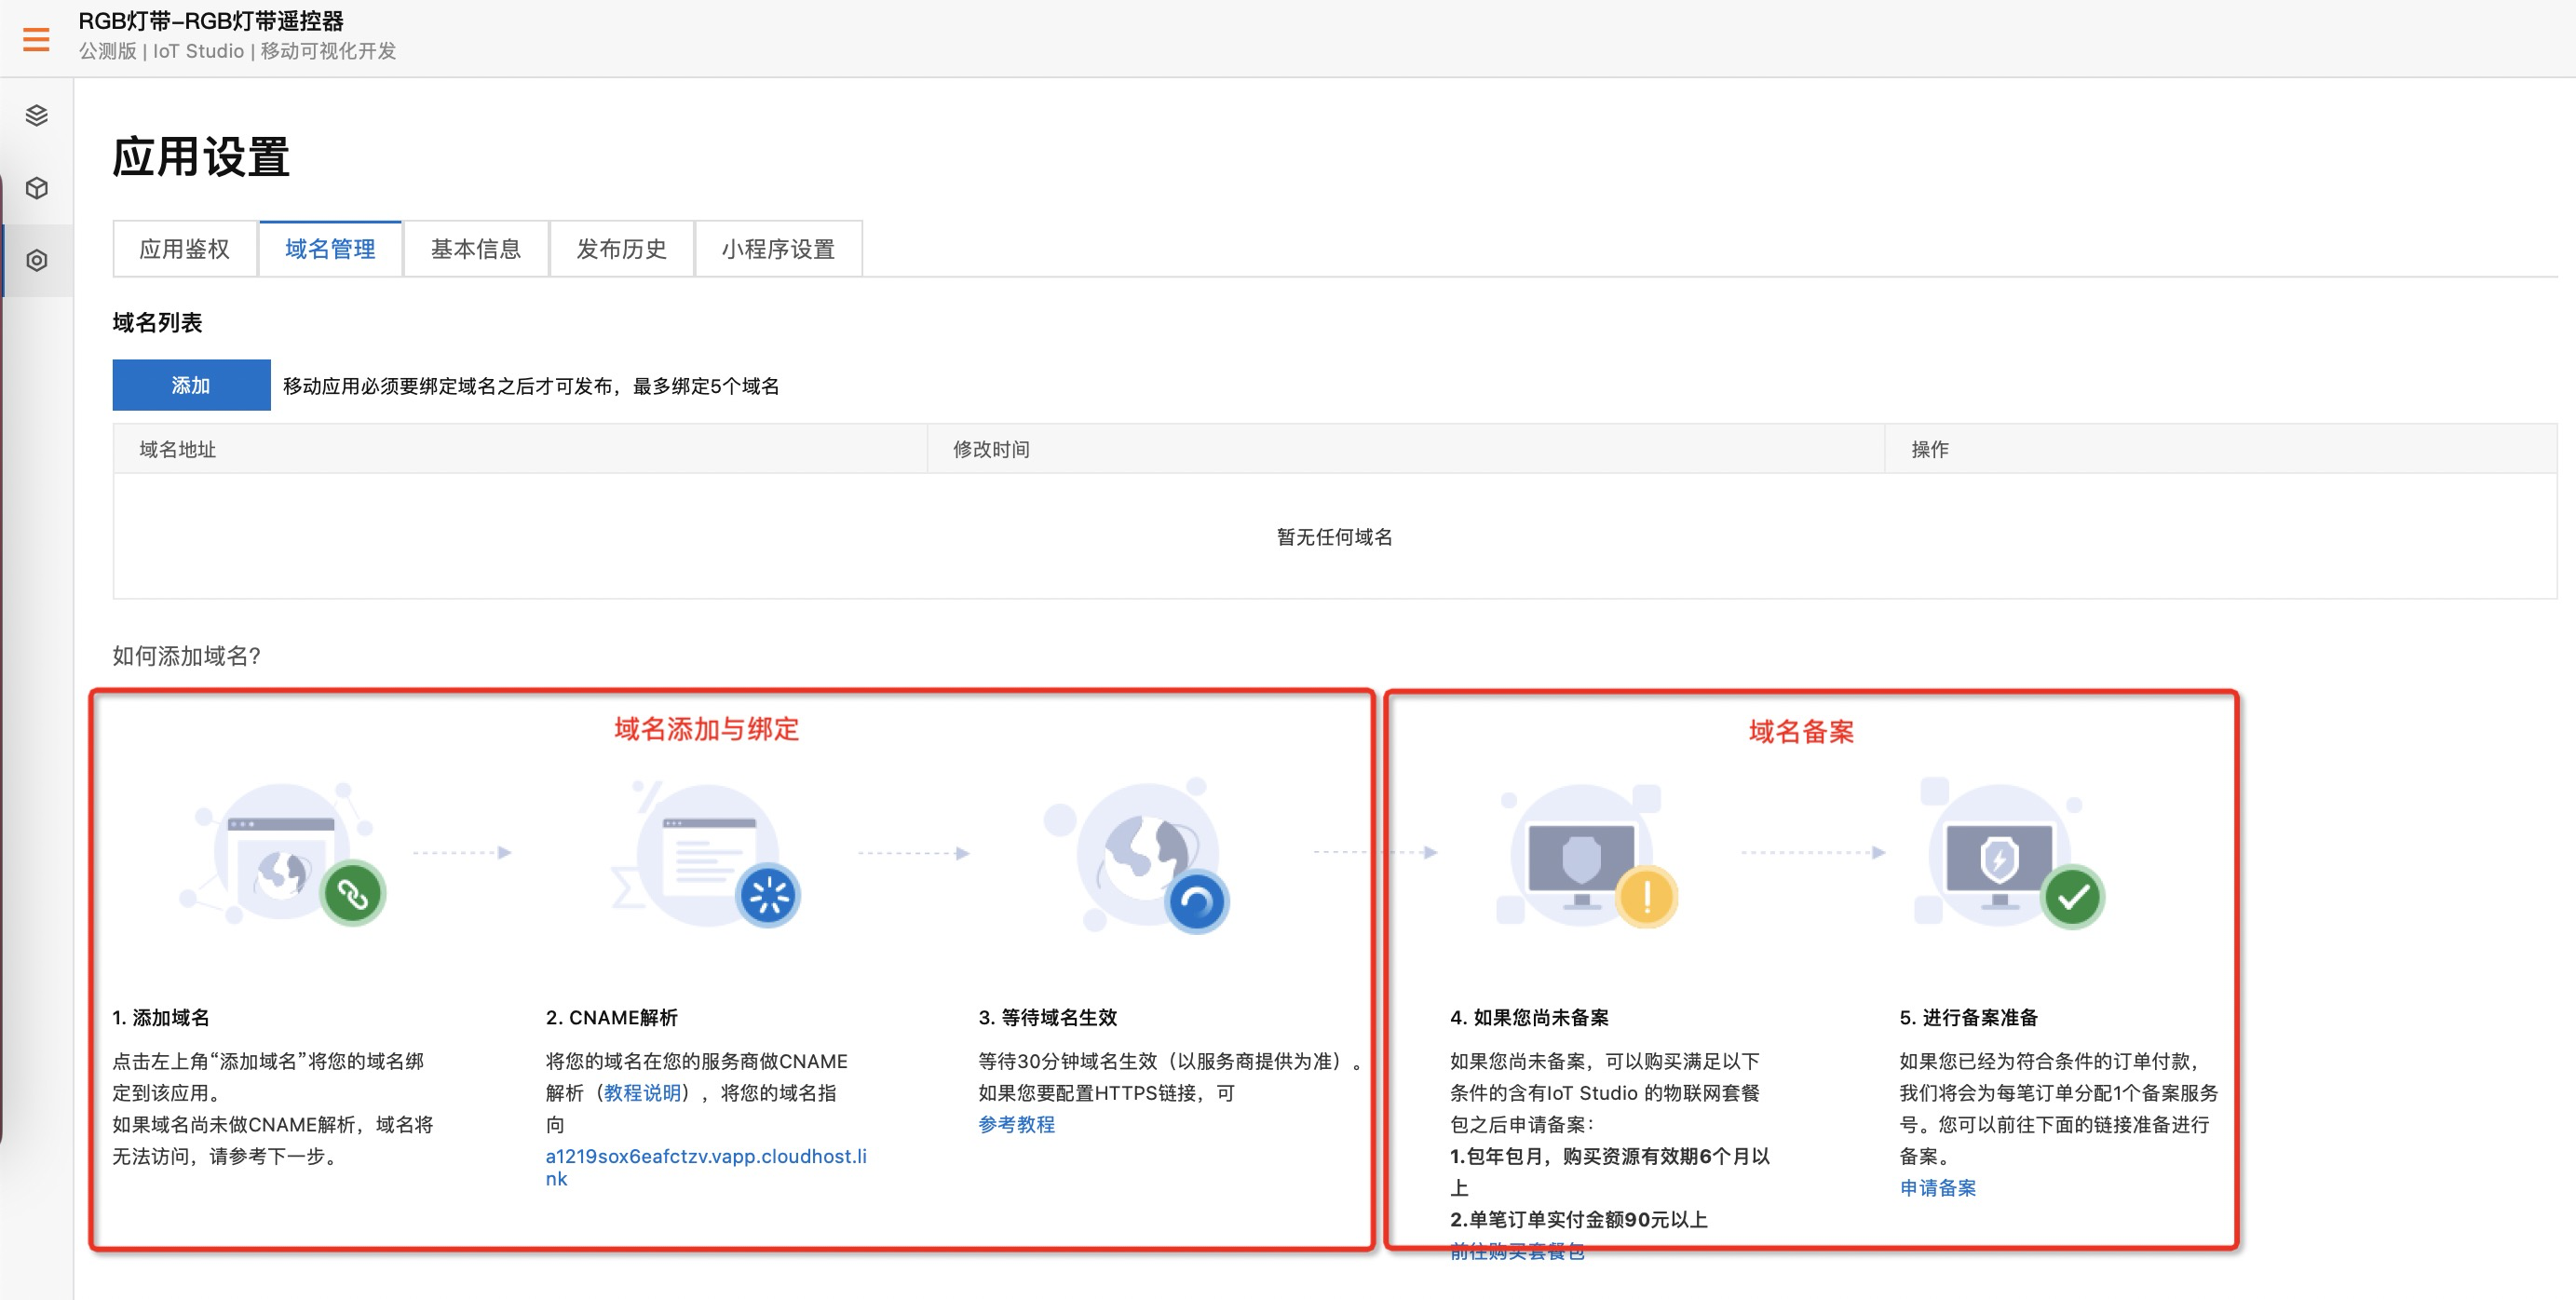 RGB灯带–RGB灯带遥控器
公测版 | IoT Studio | 移动可视化开发
应用设置
应用鉴权
域名管理
基本信息
发布历史
小程序设置
域名列表
添加
移动应用必须要绑定域名之后才可发布，最多绑定5个域名
域名地址
修改时间
操作
暂无任何域名
如何添加域名？
域名添加与绑定
域名备案
1. 添加域名
点击左上角“添加域名”将您的域名绑
定到该应用。
如果域名尚未做CNAME解析，域名将
无法访问，请参考下一步。
2. CNAME解析
将您的域名在您的服务商做CNAME
解析（教程说明），将您的域名指
向
a1219sox6eafctzv.vapp.cloudhost.li
nk
3. 等待域名生效
等待30分钟域名生效（以服务商提供为准）。
如果您要配置HTTPS链接，可
参考教程
4. 如果您尚未备案
如果您尚未备案，可以购买满足以下
条件的含有IoT Studio 的物联网套餐
包之后申请备案：
1.包年包月，购买资源有效期6个月以
上
2.单笔订单实付金额90元以上
前往购买套餐包
5. 进行备案准备
如果您已经为符合条件的订单付款，
我们将会为每笔订单分配1个备案服务
号。您可以前往下面的链接准备进行
备案。
申请备案